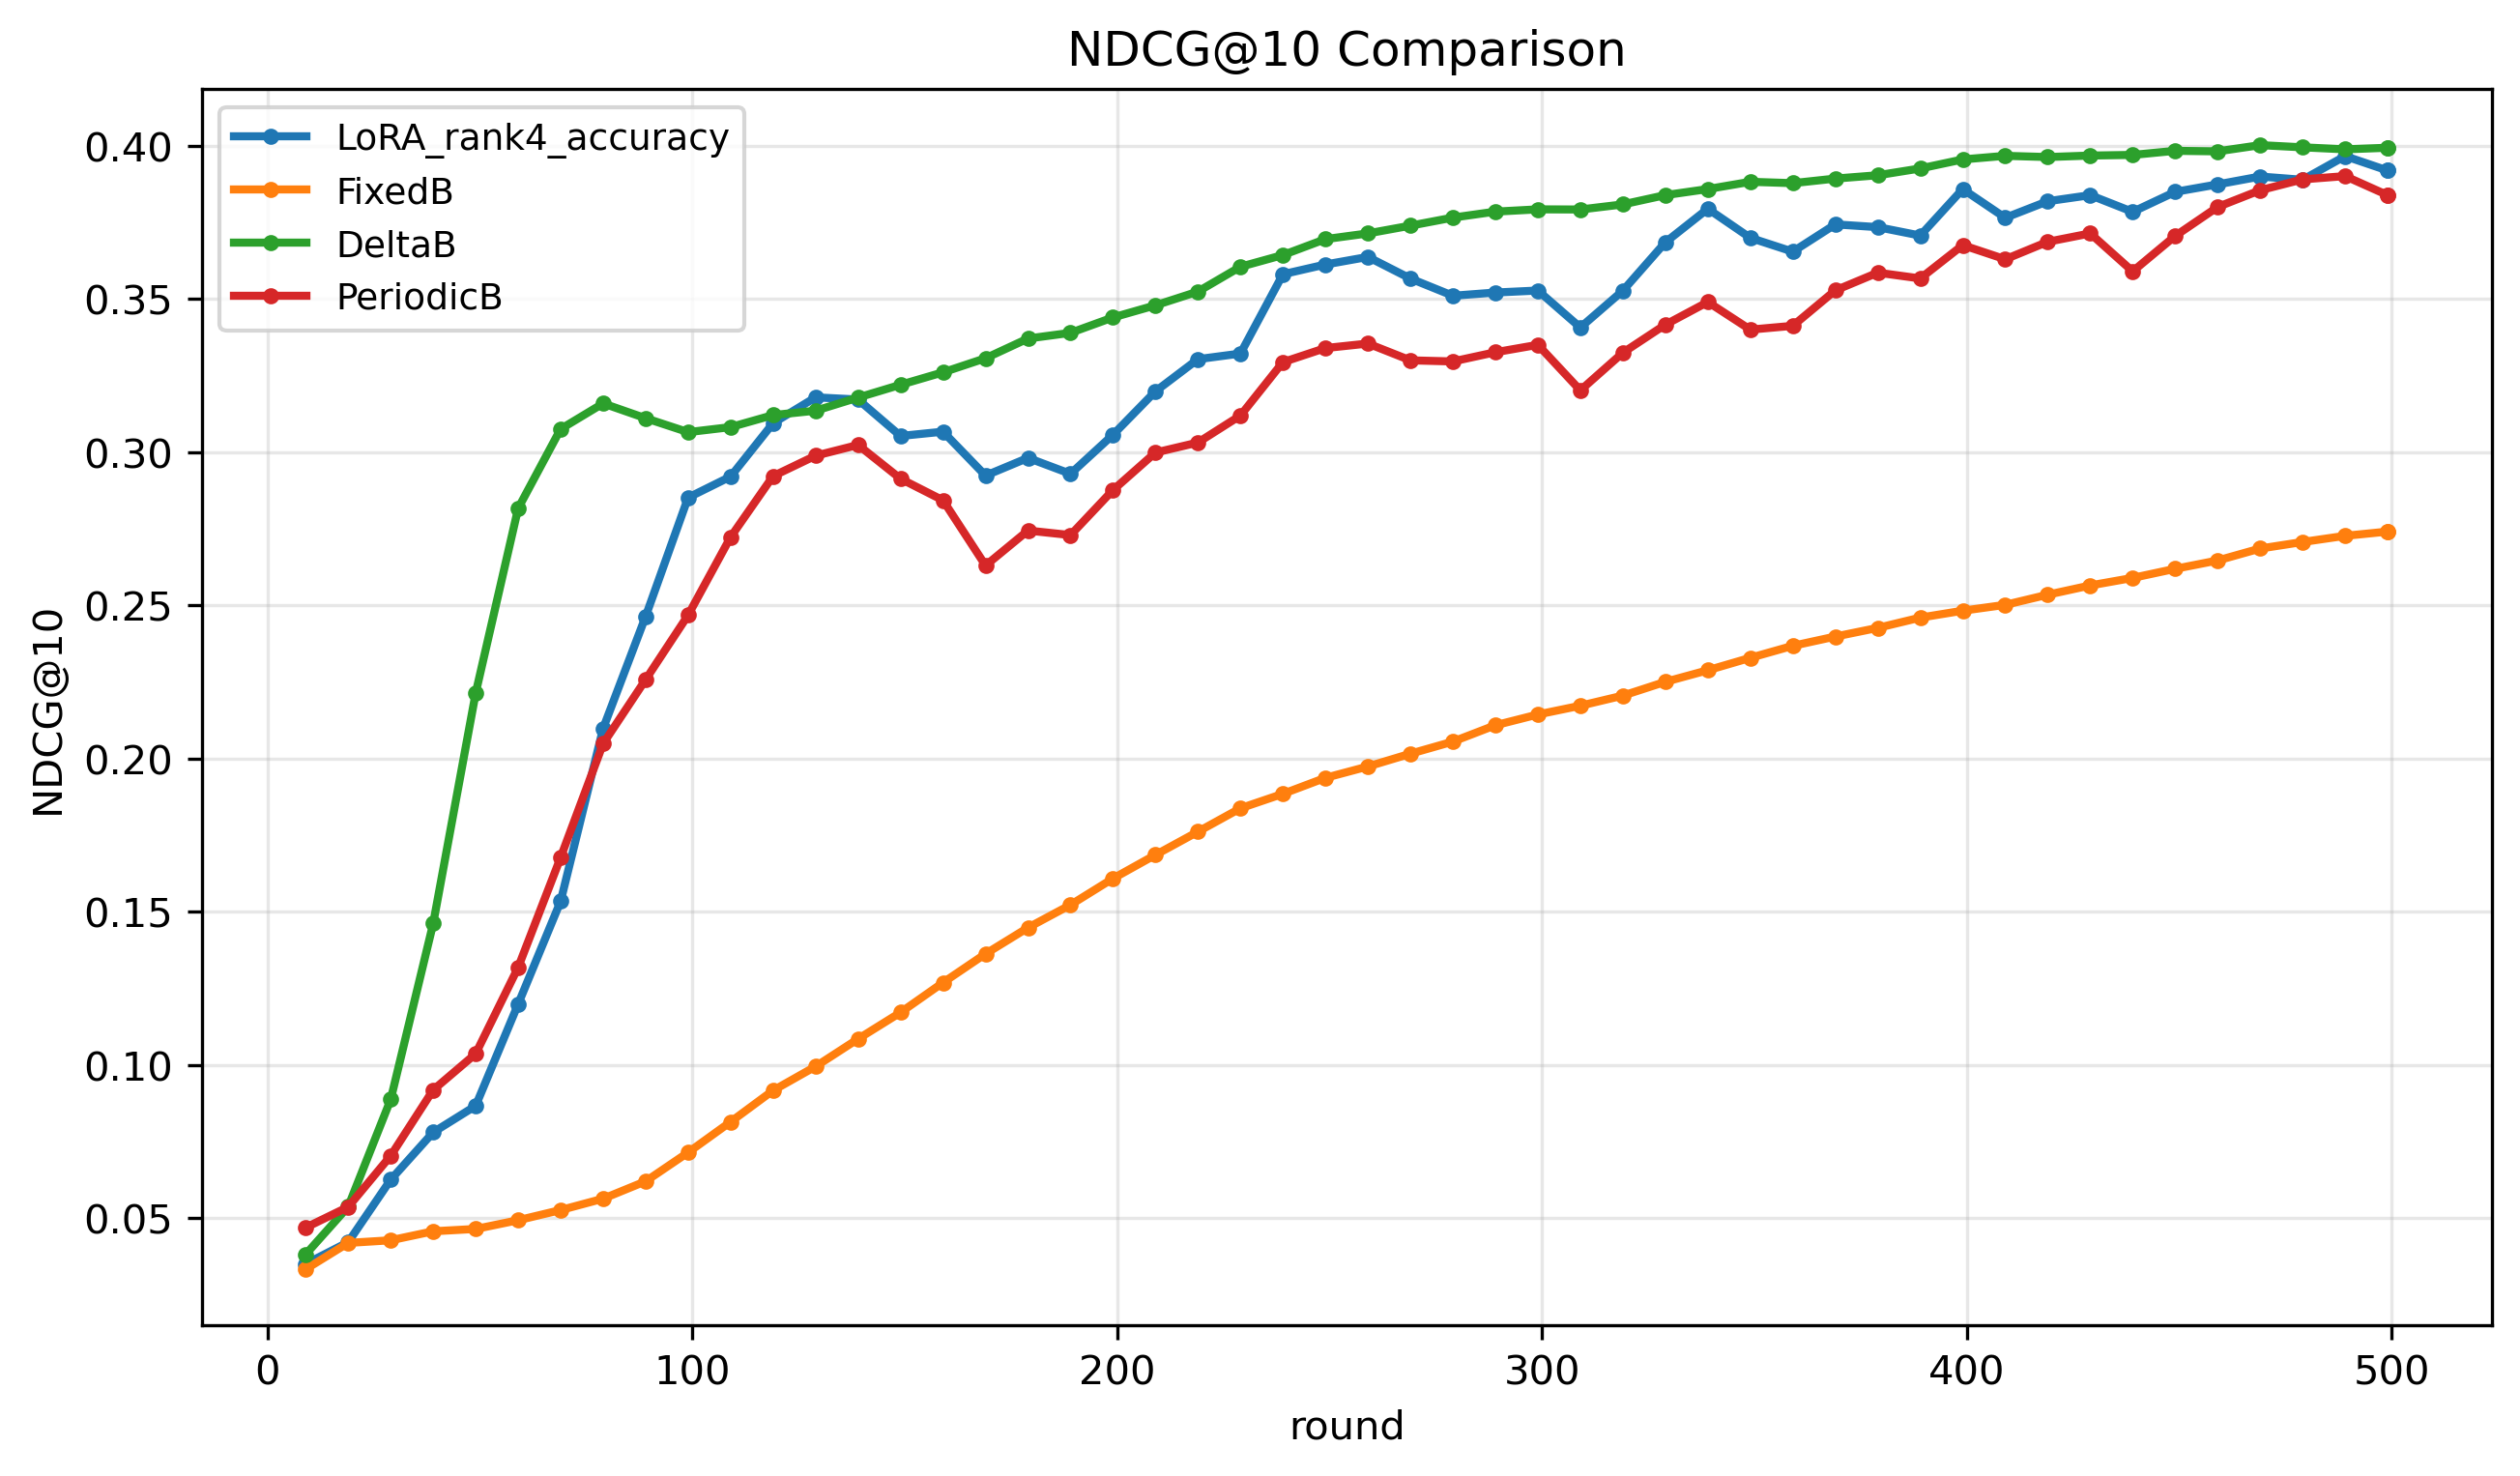 NDCG@10 Comparison
LoRA_rank4_accuracy
FixedB
DeltaB
PeriodicB
NDCG@10
0.40
0.35
0.30
0.25
0.20
0.15
0.10
0.05
0 100 200 300 400 500
round